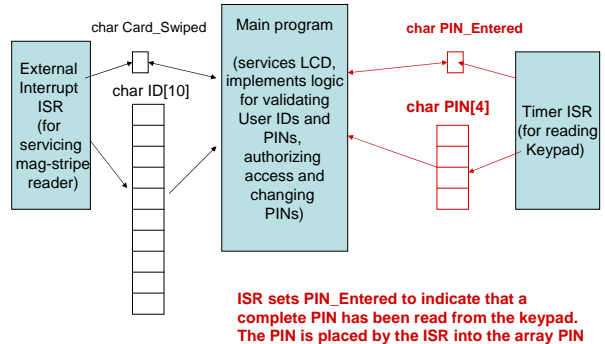 char Card_Swiped
External
Interrupt
ISR
(for
servicing
mag-stripe
reader)
char ID[10]
Main program
(services LCD,
implements logic
for validating
User IDs and
PINs,
authorizing
access and
changing
PINs)
char PIN_Entered
char PIN[4]
Timer ISR
(for reading
Keypad)
ISR sets PIN_Entered to indicate that a
complete PIN has been read from the keypad.
The PIN is placed by the ISR into the array PIN